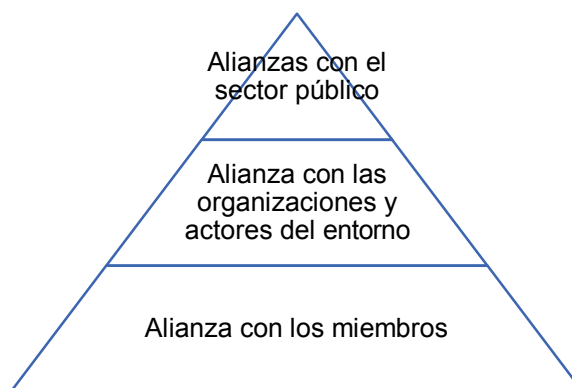 Alianzas con el
sector público
Alianza con las
organizaciones y
actores del entorno
Alianza con los miembros